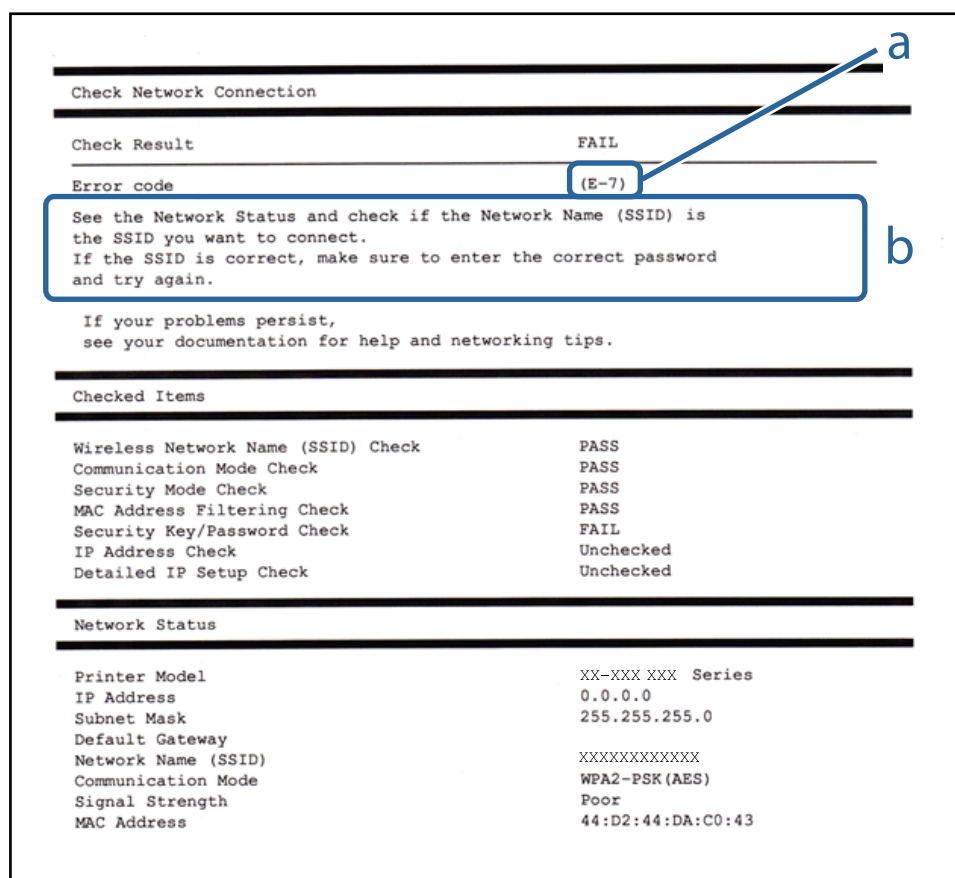 a
Check Network Connection
Check Result FAIL
Error code (E-7)
See the Network Status and check if the Network Name (SSID) is
the SSID you want to connect.
If the SSID is correct, make sure to enter the correct password
and try again.
b
If your problems persist,
see your documentation for help and networking tips.
Checked Items
Wireless Network Name (SSID) Check PASS
Communication Mode Check PASS
Security Mode Check PASS
MAC Address Filtering Check PASS
Security Key/Password Check FAIL
IP Address Check Unchecked
Detailed IP Setup Check Unchecked
Network Status
Printer Model XX-XXX XXX Series
IP Address 0.0.0.0
Subnet Mask 255.255.255.0
Default Gateway
Network Name (SSID) XXXXXXXXXXXX
Communication Mode WPA2-PSK(AES)
Signal Strength Poor
MAC Address 44:D2:44:DA:C0:43